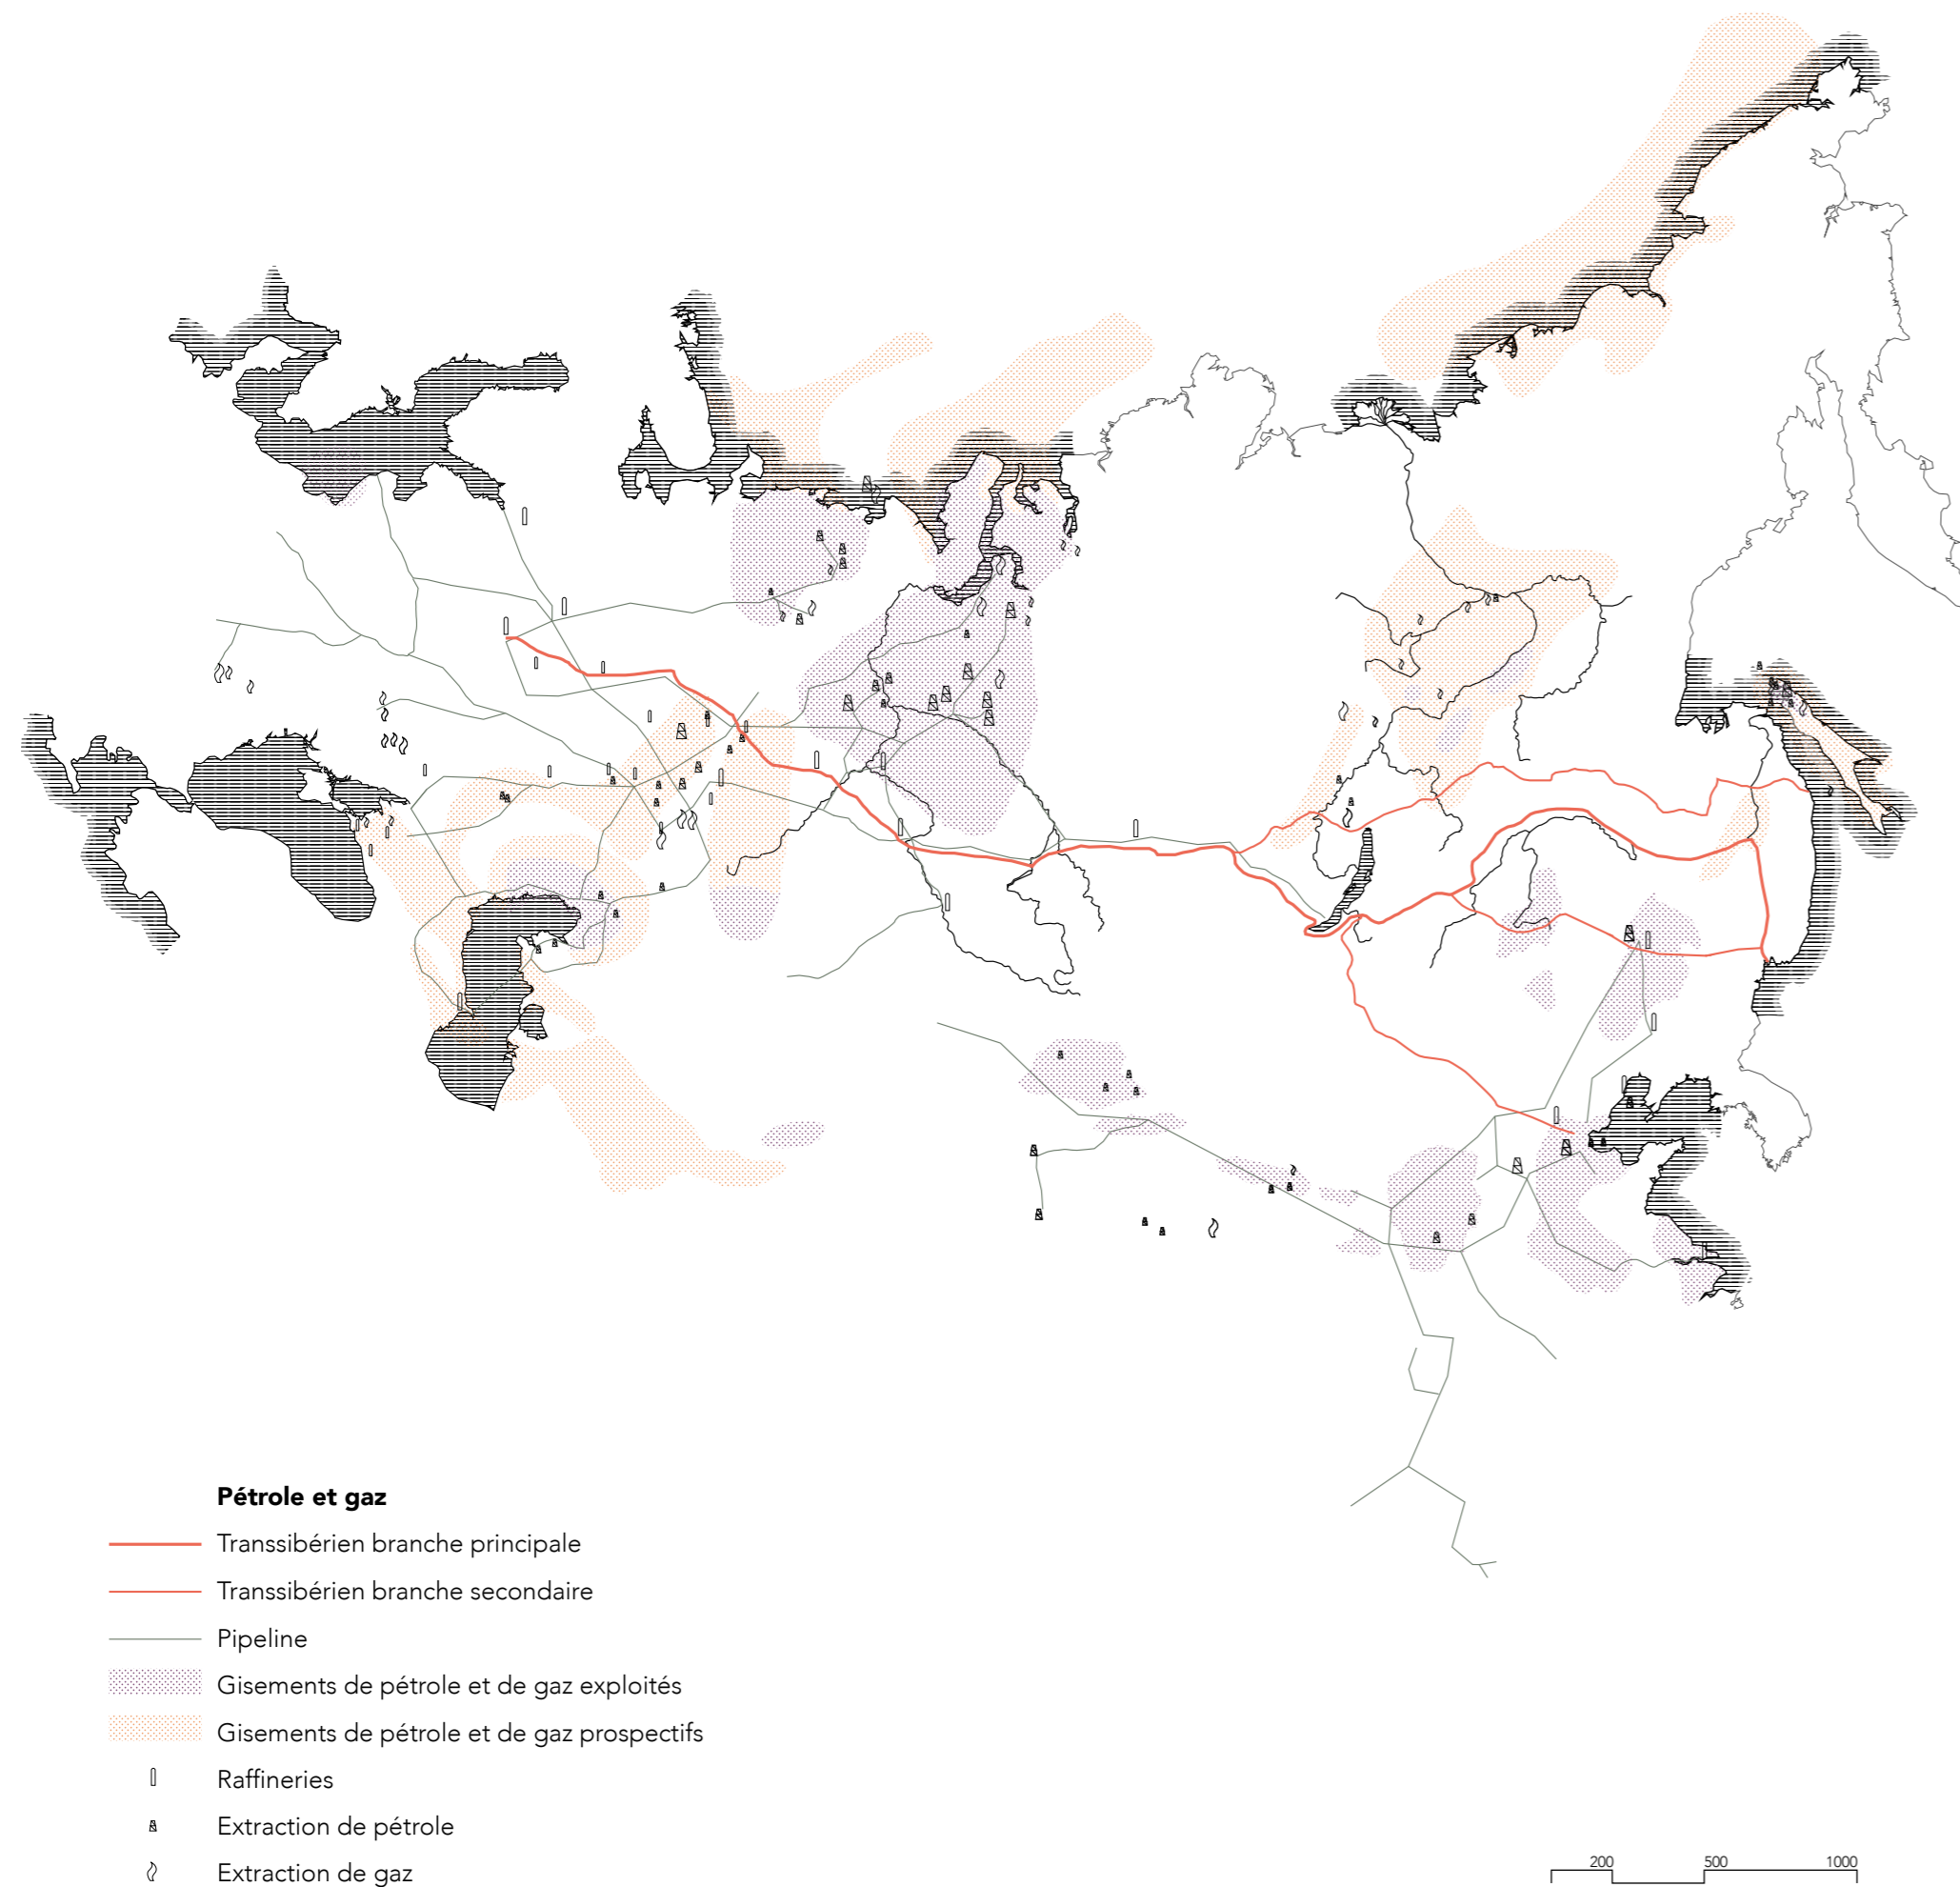 Pétrole et gaz
Transsibérien branche principale
Transsibérien branche secondaire
Pipeline
Gisements de pétrole et de gaz exploités
Gisements de pétrole et de gaz prospectifs
Raffineries
Extraction de pétrole
Extraction de gaz
200 500 1000